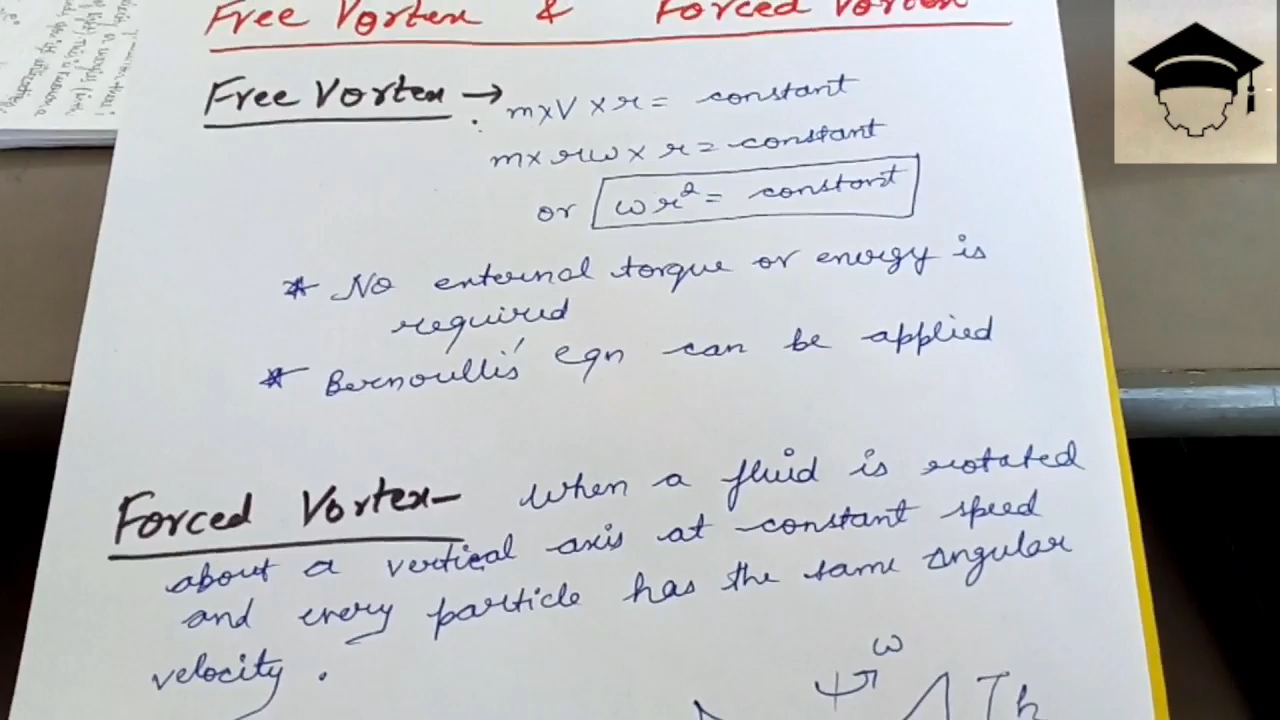 Free Vortex & Forced Vortex
Free Vortex →
m×V×r = constant
m×rω×r = constant
or ωr² = constant
* No external torque or energy is
required
* Bernoulli's eqn can be applied
Forced Vortex- When a fluid is rotated
about a vertical axis at constant speed
and every particle has the same angular
velocity.
ω
h